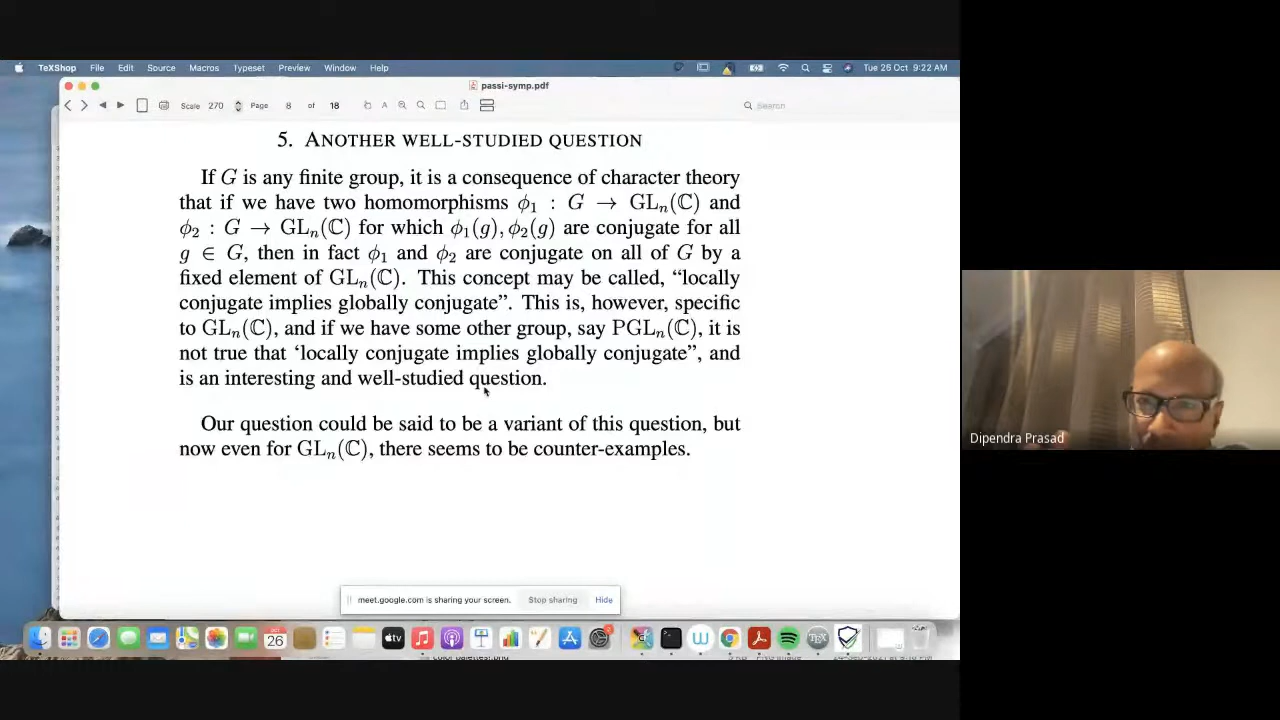 TeXShop File Edit Source Macros Typeset Preview Window Help Tue 26 Oct 9:22 AM
passi-symp.pdf
Scale 270 Page 8 of 18 Search
5. ANOTHER WELL-STUDIED QUESTION
If G is any finite group, it is a consequence of character theory
that if we have two homomorphisms ϕ₁ : G → GLₙ(ℂ) and
ϕ₂ : G → GLₙ(ℂ) for which ϕ₁(g), ϕ₂(g) are conjugate for all
g ∈ G, then in fact ϕ₁ and ϕ₂ are conjugate on all of G by a
fixed element of GLₙ(ℂ). This concept may be called, “locally
conjugate implies globally conjugate”. This is, however, specific
to GLₙ(ℂ), and if we have some other group, say PGLₙ(ℂ), it is
not true that ‘locally conjugate implies globally conjugate”, and
is an interesting and well-studied question.
Our question could be said to be a variant of this question, but
now even for GLₙ(ℂ), there seems to be counter-examples.
Dipendra Prasad
meet.google.com is sharing your screen. Stop sharing Hide
OCT
26
tv
TEX